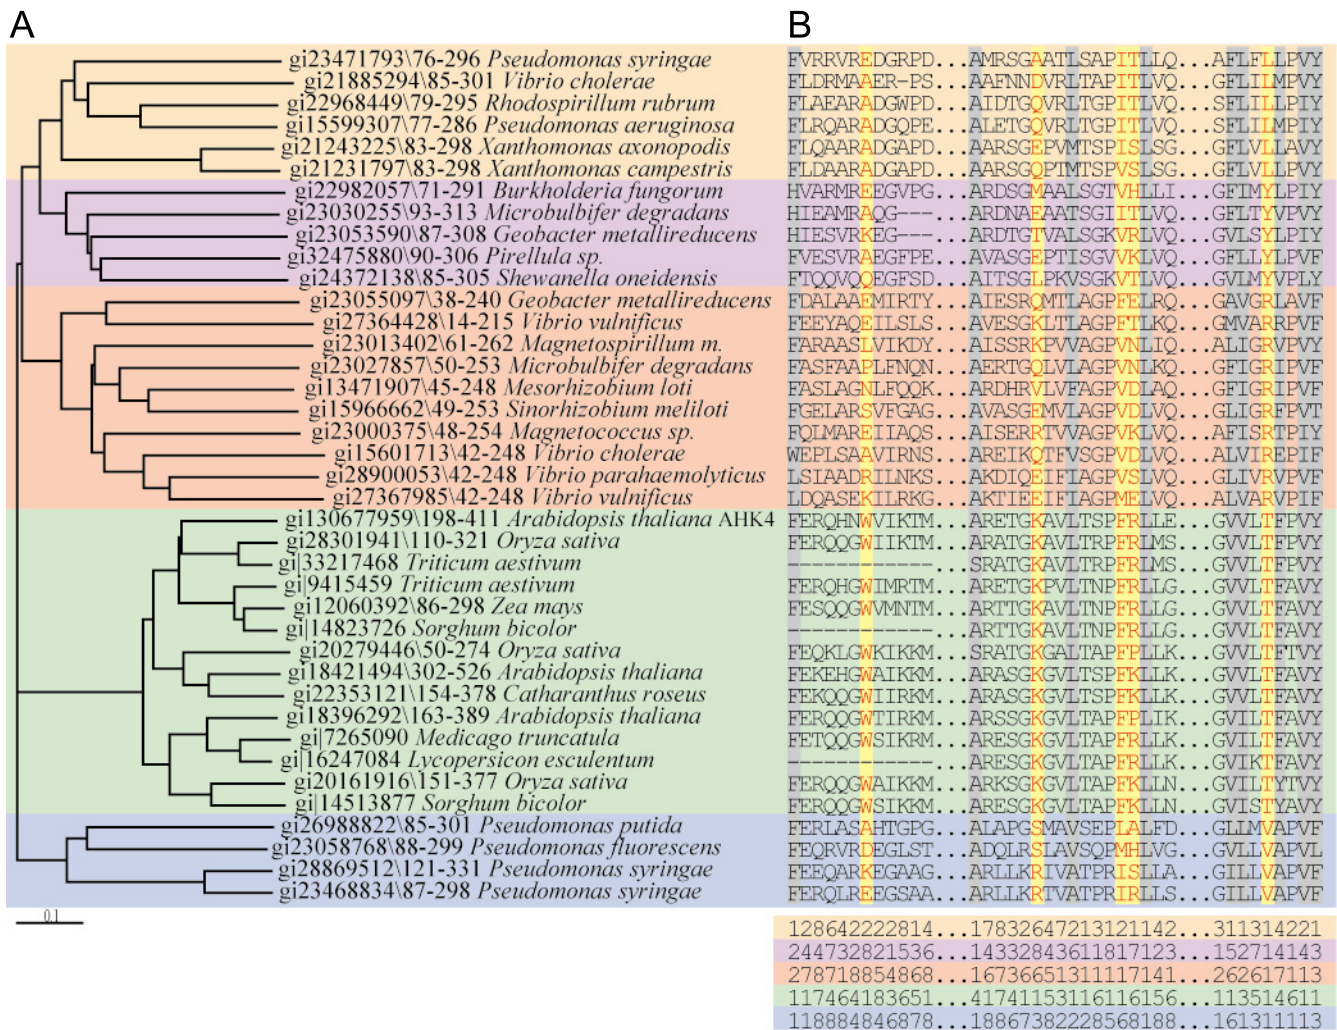 A B
gi23471793\76-296 Pseudomonas syringae FVRRVREDGRPD...AMRSGAATLSAPITLLQ...AFLFLLPVY
gi21885294\85-301 Vibrio cholerae FLDRMAAER-PS...AAFNNDVRLTAPITLVQ...GFLILMPVY
gi22968449\79-295 Rhodospirillum rubrum FLAEARADGWPD...AIDTGQVRLTGPITLVQ...SFLILLPIY
gi15599307\77-286 Pseudomonas aeruginosa FLRQARADGQPE...ALETGQVRLTGPITLVQ...SFLILMPIY
gi21243225\83-298 Xanthomonas axonopodis FLQAARADGAPD...AARSGEPVMTSPISLVQ...GFLVLLAVY
gi21231797\83-298 Xanthomonas campestris FLDAARADGAPD...AARSGQPTMTSPVSLVQ...GFLVLLAVY
gi22982057\71-291 Burkholderia fungorum HVARMREEGVPG...ARDSGMAALSGTVHLLI...GFIMYLPIY
gi23030255\93-313 Microbulbifer degradans HIEAMRAQG---...ARDNAEAATSGIITLVQ...GFLTYVPVY
gi23053590\87-308 Geobacter metallireducens HIESVRKEG---...ARDTGTVALSGKVRLVQ...GVLSYLPIY
gi32475880\90-306 Pirellula sp. FVESVRAEGFPE...AVASGEPTISGVVKLVQ...GFLMYVPVY
gi24372138\85-305 Shewanella oneidensis FTQQVQQEGFSD...AITSGLPKVSGKVTLVQ...GVLMYVPLY
gi23055097\38-240 Geobacter metallireducens FDALAAEMIRTY...AIESRQMTLAGPFELRQ...GAVGRLAVF
gi27364428\14-215 Vibrio vulnificus FEEYAQEILSLS...AVESGKLTLAGPFTLKQ...GMVARRPVF
gi23013402\61-262 Magnetospirillum m. FARAASLVIKDY...AISSRKPVVAGPVNLIQ...ALIGRVPVF
gi23027857\50-253 Microbulbifer degradans FASFAAPLFNQN...AERTGQLVLAGPVNLKQ...GFIGRIPVF
gi13471907\45-248 Mesorhizobium loti FASLAGNLFQQK...ARDHRVLVFAGPVDLAQ...GFIGRIPVF
gi15966662\49-253 Sinorhizobium meliloti FGELARSVFGAG...AVASGEMVLAGPVDLVQ...GLIGRFPVT
gi23000375\48-254 Magnetococcus sp. FQLMAREIIAQS...AISERRTVVAGPVKLVQ...AFISRTPIY
gi15601713\42-248 Vibrio cholerae WEPLSAAVIRNS...AREIKQTFVSGPVDLVQ...ALVIREPIF
gi28900053\42-248 Vibrio parahaemolyticus LSIAADRILNKS...AKDIQEIFIAGPVSLVQ...GLVGRVPVF
gi27367985\42-248 Vibrio vulnificus LDQASEKILRKG...AKTIEEIFLAGPMELVQ...ALVARVPIF
gi130677959\198-411 Arabidopsis thaliana AHK4 FERQHNWVIKTM...ARETGKAVLTSPFRLLE...GVVLTFPVY
gi28301941\110-321 Oryza sativa FERQQGWIIKTM...ARATGKAVLTRPFRLMS...GVVLTFPVY
gi|33217468 Triticum aestivum ------------...SRATGKAVLTRPFRLMS...GVVLTFPVY
gi|9415459 Triticum aestivum FERQHGWIMRTM...ARETGKPVLTNPFRLLG...GVVLTFAVY
gi12060392\86-298 Zea mays FESQQGWVMNTM...ARTTGKAVLTNPFRLLG...GVVLTFAVY
gi|14823726 Sorghum bicolor ------------...ARTTGKAVLTNPFRLLG...GVVLTFAVY
gi20279446\50-274 Oryza sativa FEQKLGWKIKKM...SRATGKGALTAPFKLLK...GVVLTFTVY
gi18421494\302-526 Arabidopsis thaliana FEKEHGWAIKKM...ARASGKGVLTSPFKLLK...GVFLTFAVY
gi22353121\154-378 Catharanthus roseus FEKQQGWIIRKM...ARASGKGVLTSPFKLLK...GVVLTFAVY
gi18396292\163-389 Arabidopsis thaliana FERQQGWTIRKM...ARSSGKGVLTAPFPLIK...GVILTFAVY
gi|7265090 Medicago truncatula FETQQGWSIKRM...ARESGKGVLTAPFRLLK...GVILTFAVY
gi|16247084 Lycopersicon esculentum ------------...ARESGKGVLTAPFRLLK...GVIKTFAVY
gi20161916\151-377 Oryza sativa FERQQGWAIKKM...ARKSGKGVLTAPFKLLN...GVILTYTVY
gi|14513877 Sorghum bicolor FERQQGWSIKKM...ARESGKGVLTAPFKLLN...GVISTYAVY
gi26988822\85-301 Pseudomonas putida FERLASAHTGPG...ALAPGSMAVSEPLALFD...GLLMVAPVF
gi23058768\88-299 Pseudomonas fluorescens FEQRVRDEGLST...ADQLRSLAVSQPMHLVG...GVLLVAPVL
gi28869512\121-331 Pseudomonas syringae FEEQARKEGAAG...ARLLKRIVATPRISLLA...GILLVAPVF
gi23468834\87-298 Pseudomonas syringae FERQLREEGSAA...ARLLKRTVATPRIRLLS...GILLVAPVF
0.1
128642222814...17832647213121142...311314221
244732821536...14332843611817123...152714143
278718854868...16736651311117141...262617113
117464183651...41741153116116156...113514611
118884846878...18867382228568188...161311113